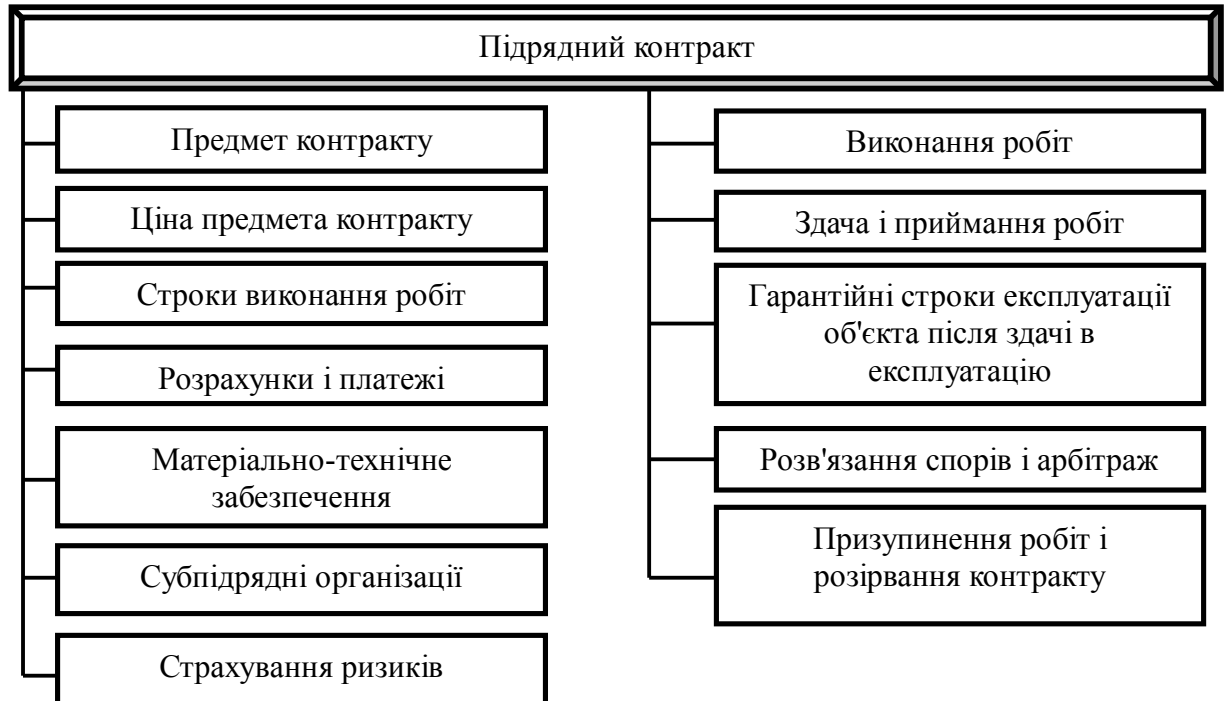 Підрядний контракт
Предмет контракту
Ціна предмета контракту
Строки виконання робіт
Розрахунки і платежі
Матеріально-технічне
забезпечення
Субпідрядні організації
Страхування ризиків
Виконання робіт
Здача і приймання робіт
Гарантійні строки експлуатації
об'єкта після здачі в
експлуатацію
Розв'язання спорів і арбітраж
Призупинення робіт і
розірвання контракту